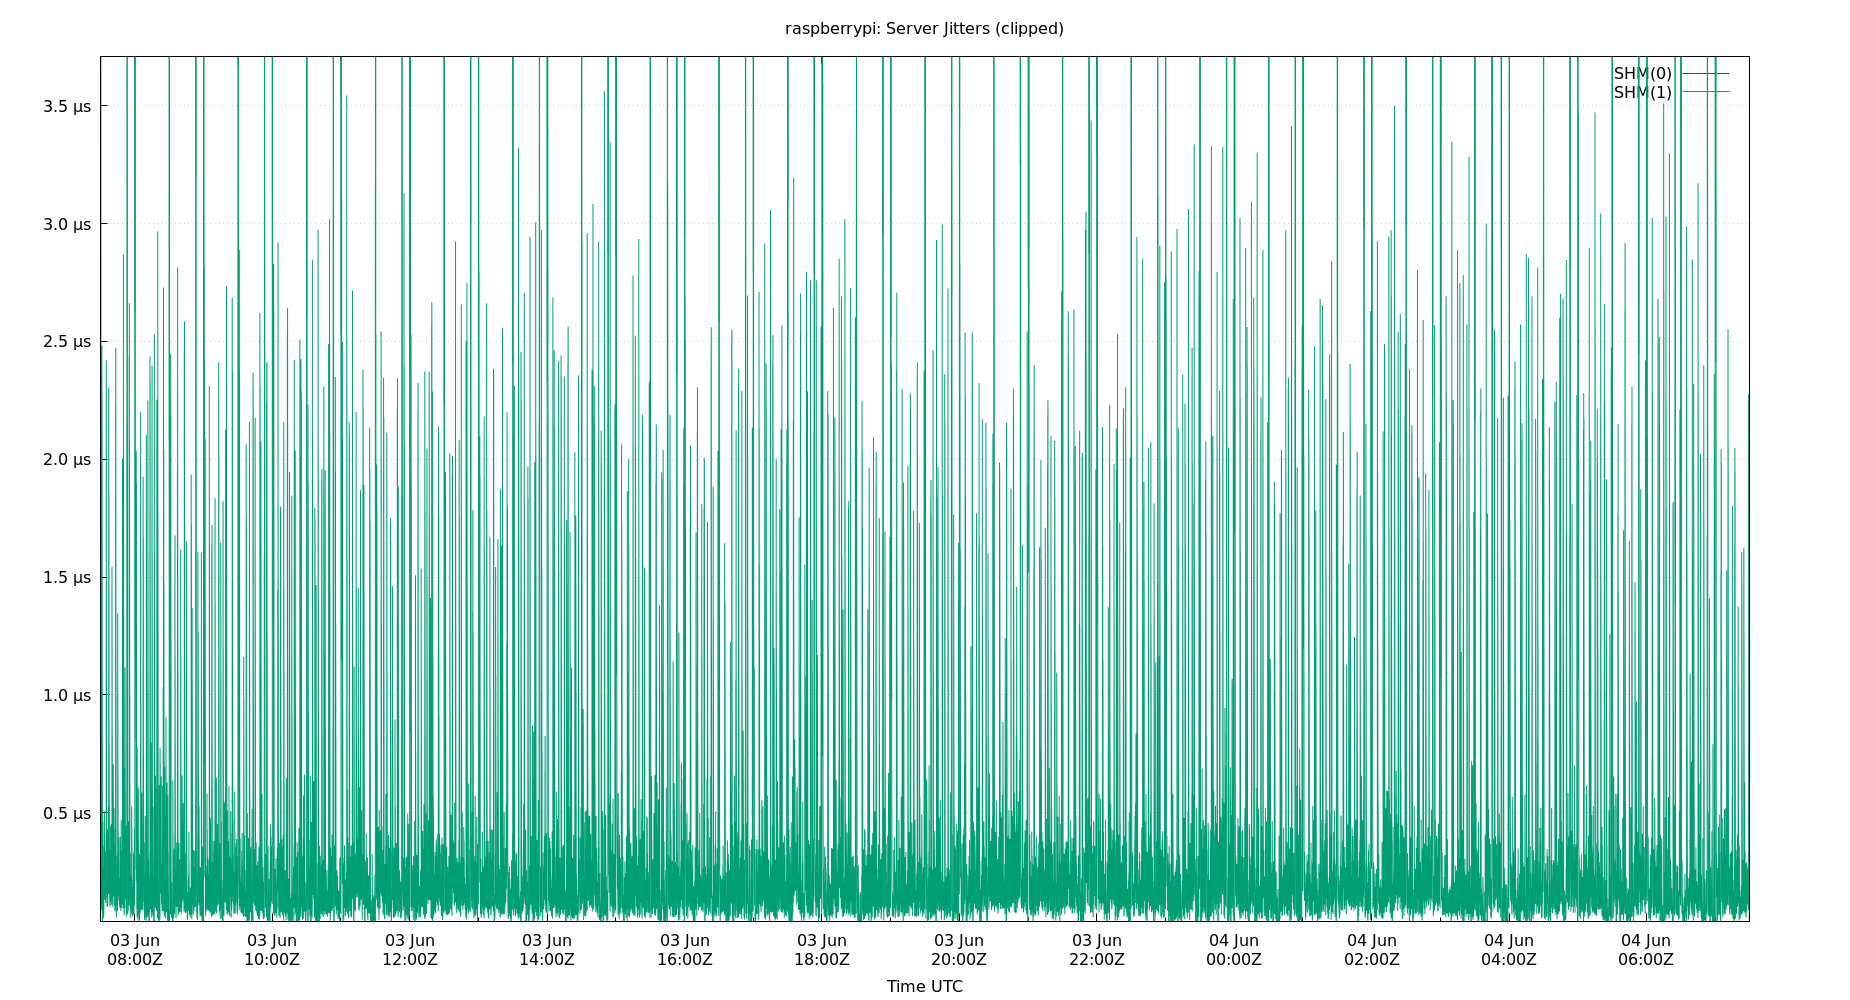 raspberrypi: Server Jitters (clipped)
SHM(0)
SHM(1)
3.5 µs
3.0 µs
2.5 µs
2.0 µs
1.5 µs
1.0 µs
0.5 µs
03 Jun 03 Jun 03 Jun 03 Jun 03 Jun 03 Jun 03 Jun 03 Jun 04 Jun 04 Jun 04 Jun 04 Jun
08:00Z 10:00Z 12:00Z 14:00Z 16:00Z 18:00Z 20:00Z 22:00Z 00:00Z 02:00Z 04:00Z 06:00Z
Time UTC